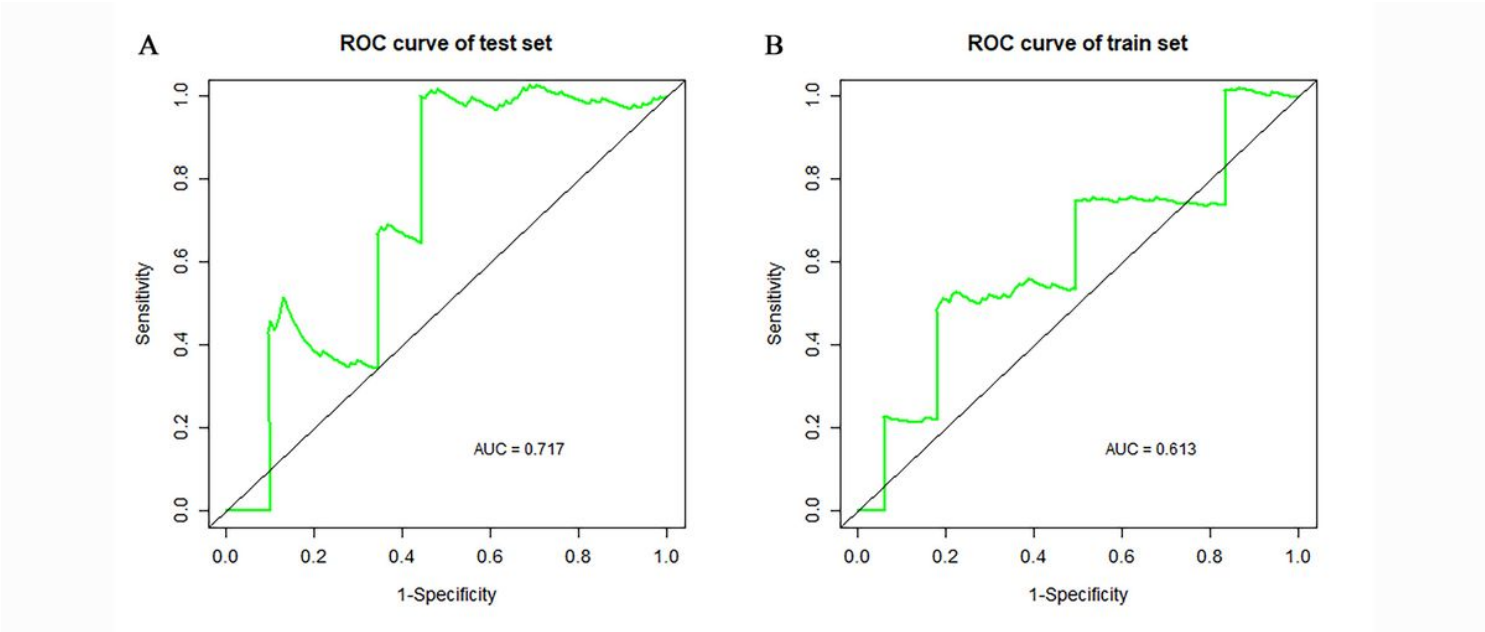 A
ROC curve of test set
Sensitivity
1.0
0.8
0.6
0.4
0.2
0.0
AUC = 0.717
0.0 0.2 0.4 0.6 0.8 1.0
1-Specificity
B
ROC curve of train set
Sensitivity
1.0
0.8
0.6
0.4
0.2
0.0
AUC = 0.613
0.0 0.2 0.4 0.6 0.8 1.0
1-Specificity